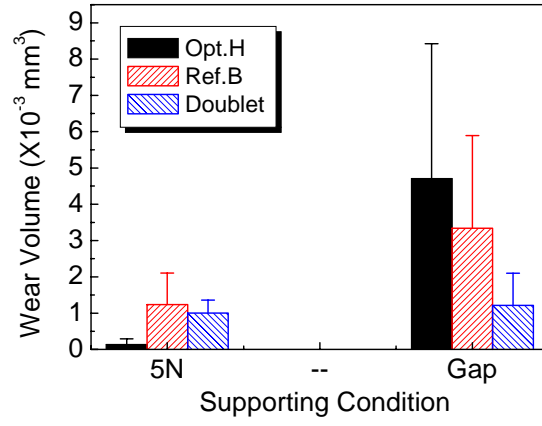 9
8
7
6
5
4
3
2
1
0
Wear Volume (X10⁻³ mm³)
Opt.H
Ref.B
Doublet
5N -- Gap
Supporting Condition